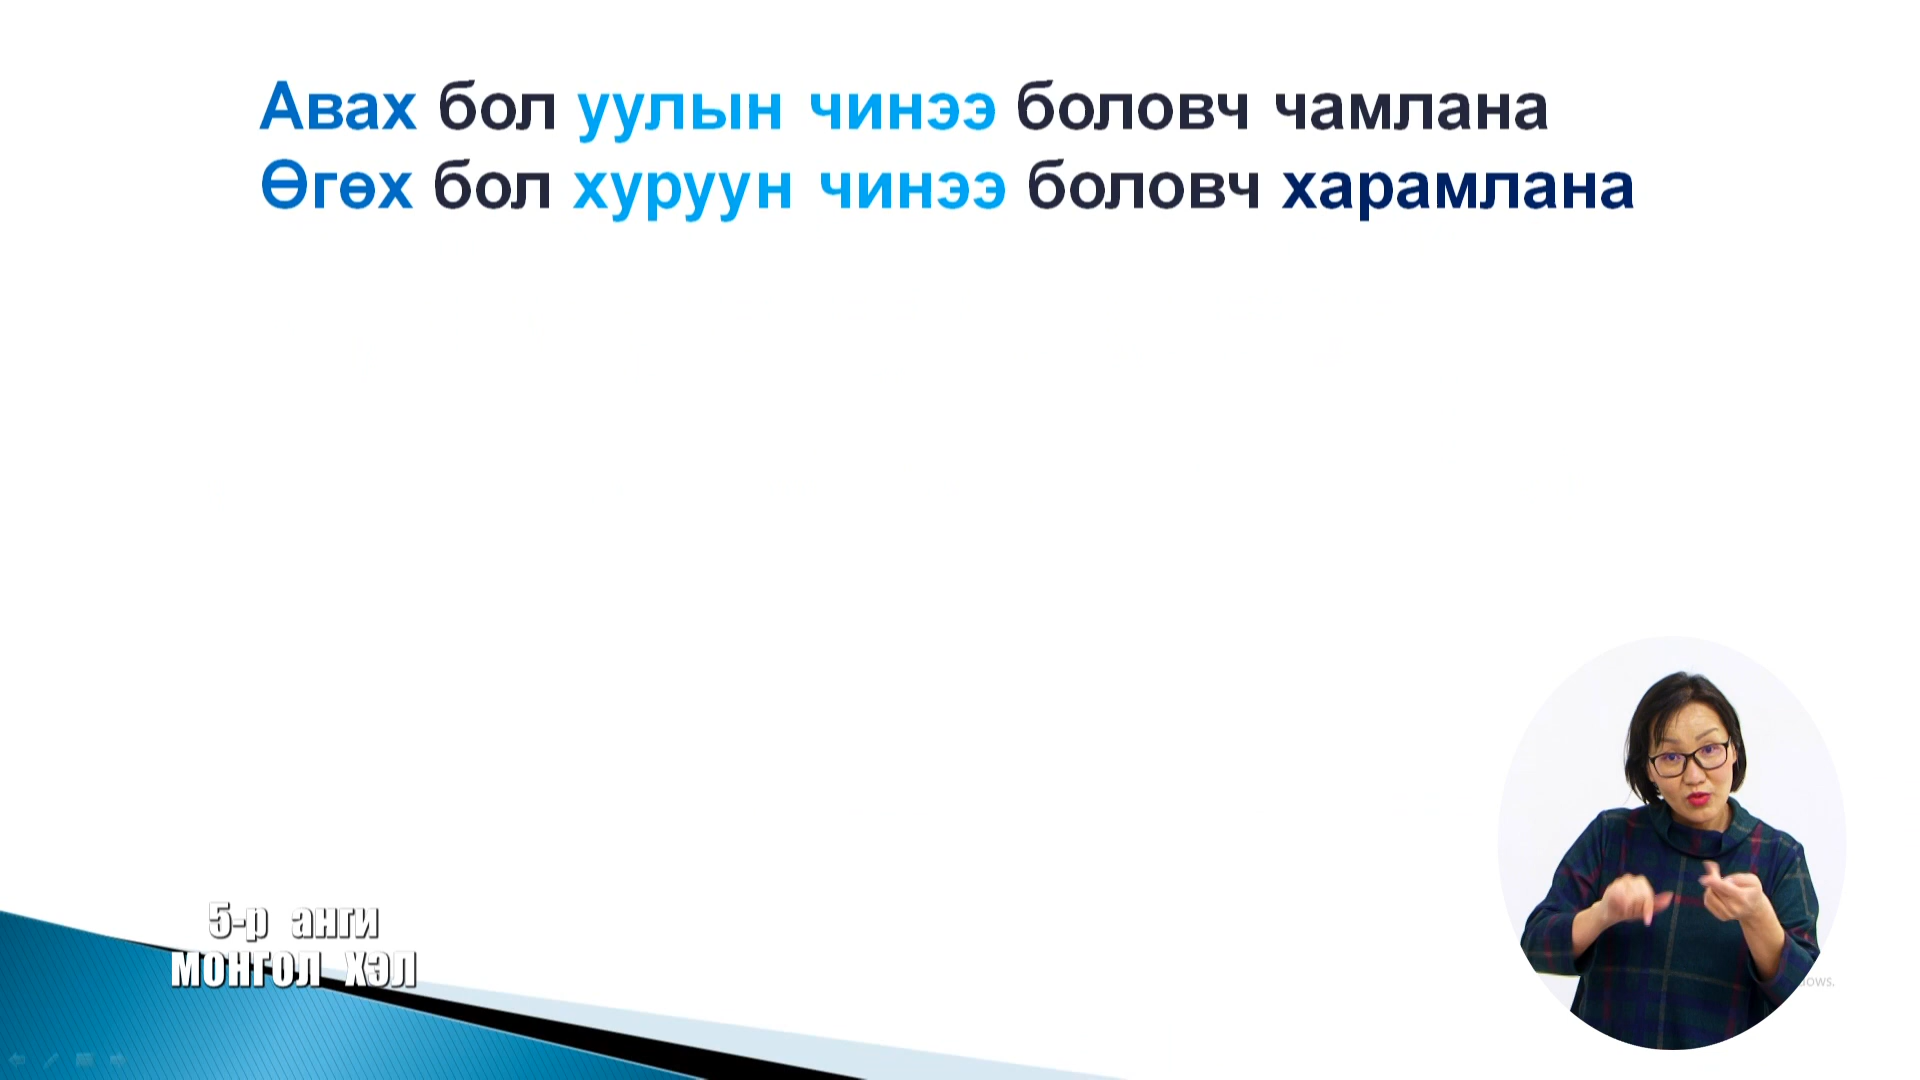 Авах бол уулын чинээ боловч чамлана
Өгөх бол хуруун чинээ боловч харамлана
5-р анги
МОНГОЛ ХЭЛ